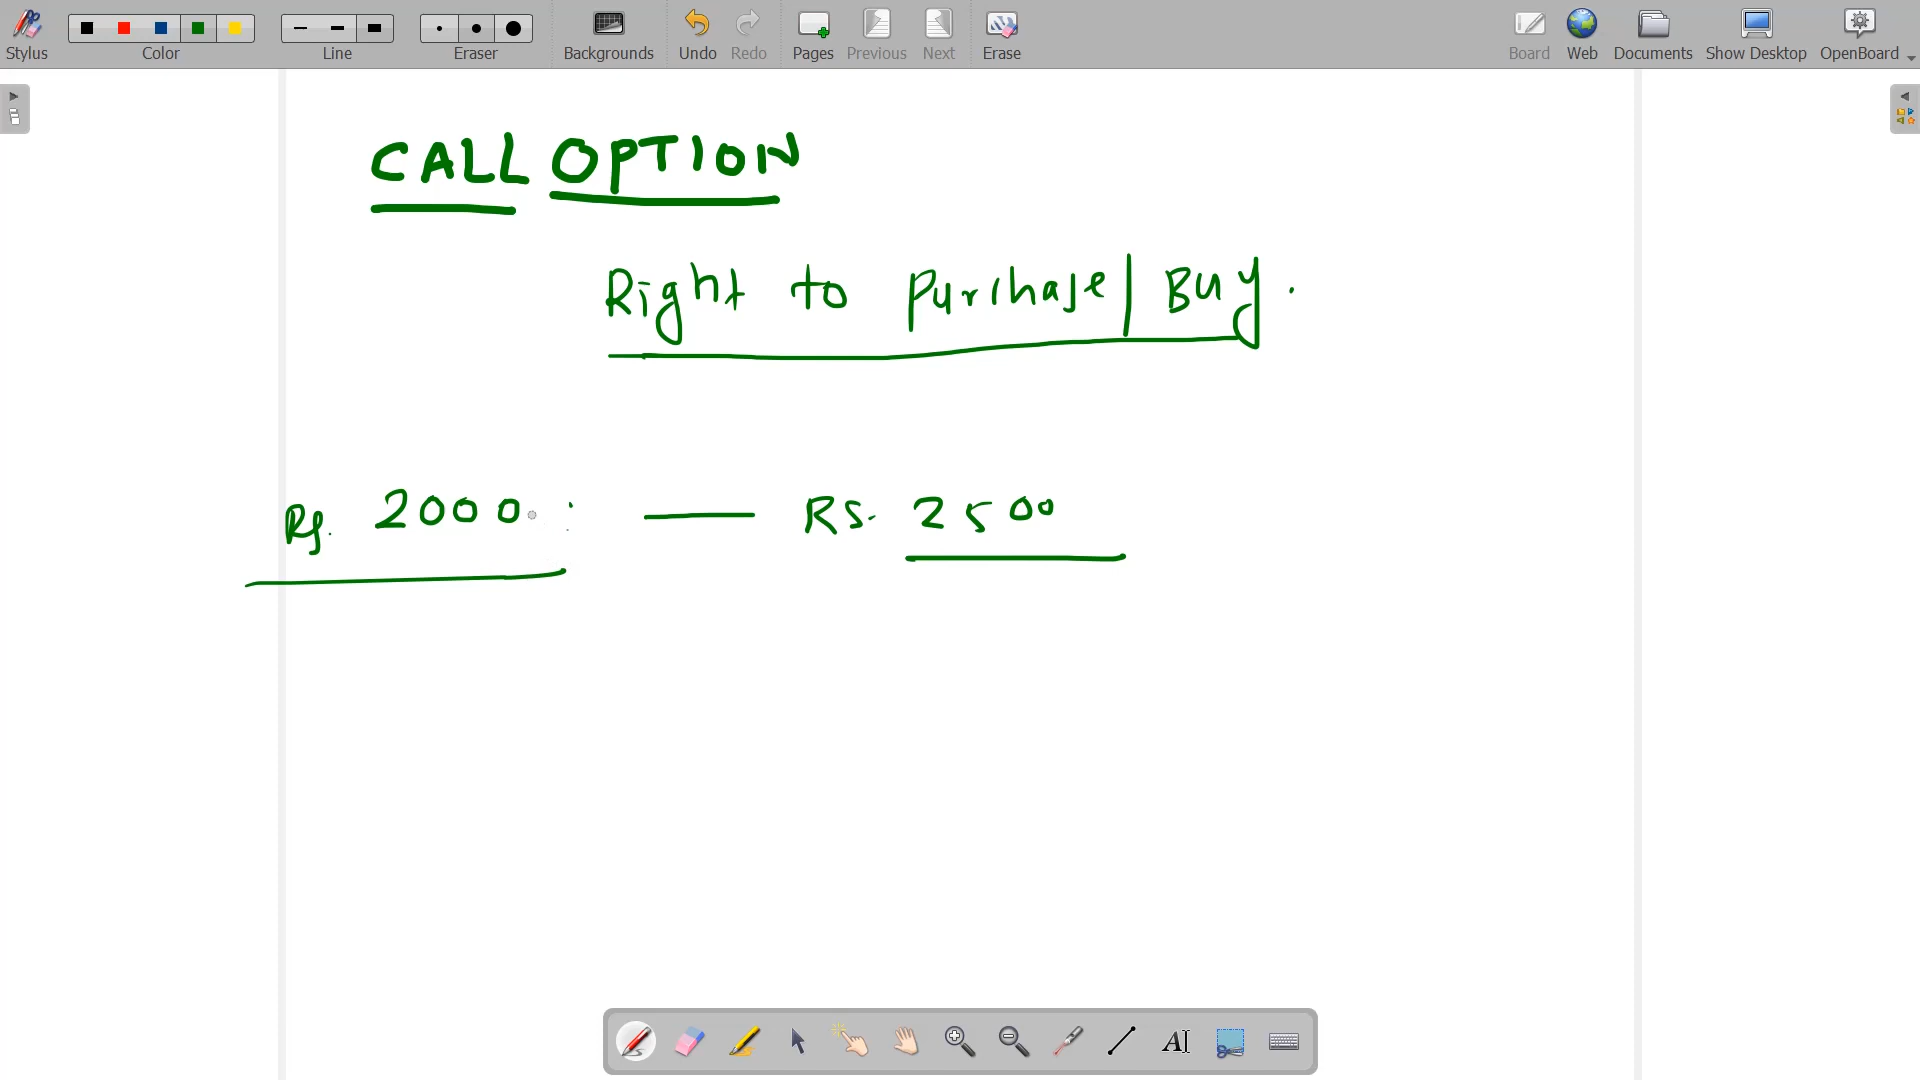 Stylus Color Line Eraser Backgrounds Undo Redo Pages Previous Next Erase Board Web Documents Show Desktop OpenBoard
CALL OPTION
Right to Purchase | Buy.
Rs. 2000 — Rs. 2500